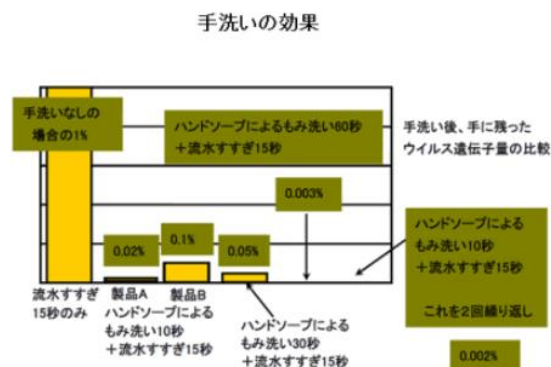 手洗いの効果
手洗いなしの
場合の1%
ハンドソープによるもみ洗い60秒
+流水すすぎ15秒
手洗い後、手に残った
ウイルス遺伝子量の比較
0.003%
0.02%
0.1%
0.05%
ハンドソープによる
もみ洗い10秒
+流水すすぎ15秒
これを2回繰り返し
0.002%
流水すすぎ
15秒のみ
製品A
製品B
ハンドソープによる
もみ洗い10秒
+流水すすぎ15秒
ハンドソープによる
もみ洗い30秒
+流水すすぎ15秒